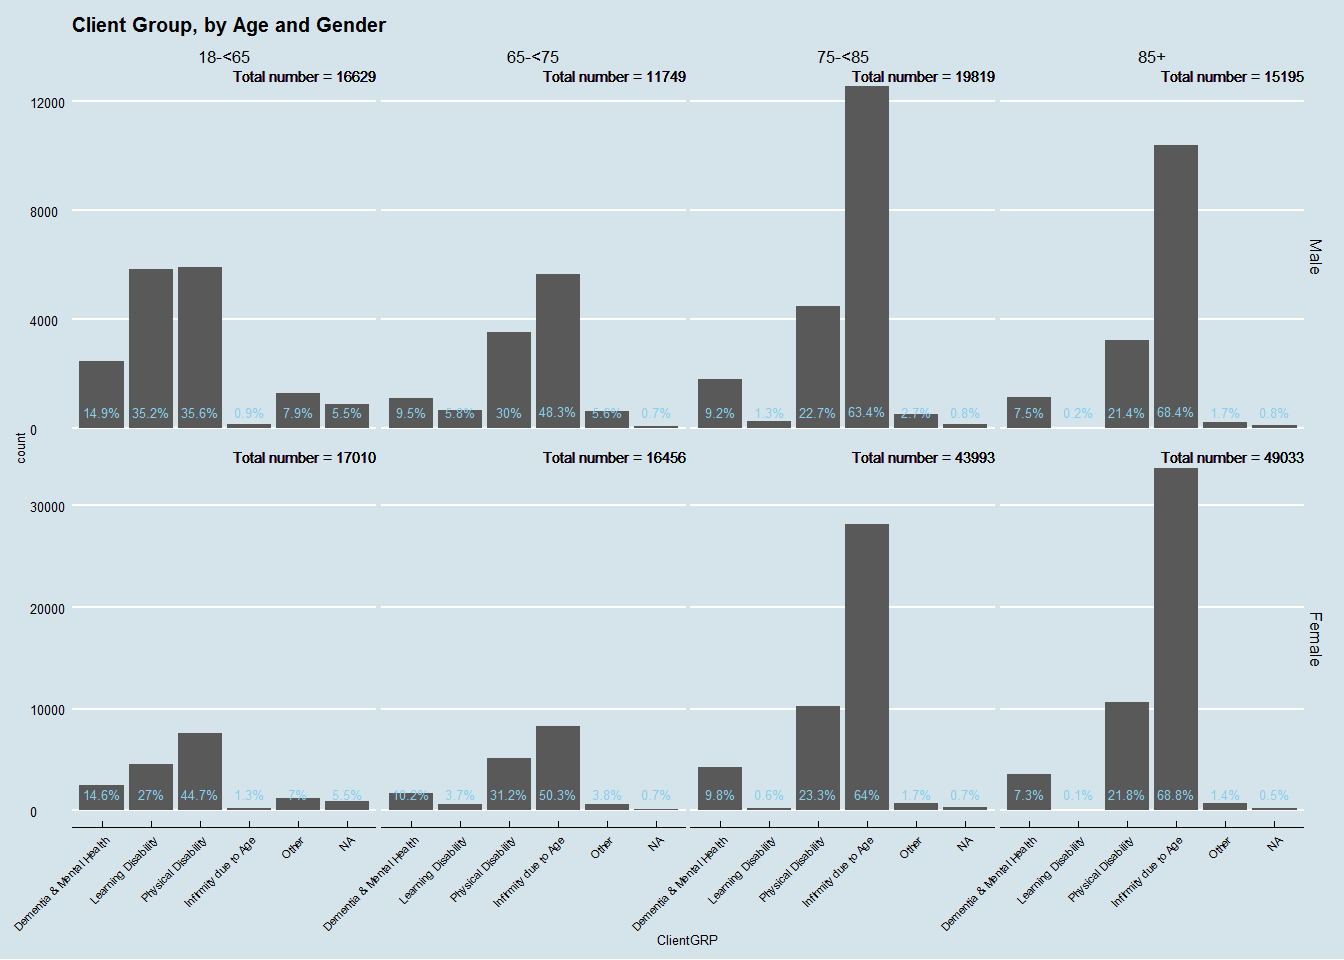 Client Group, by Age and Gender
18-<65 65-<75 75-<85 85+
Total number = 16629 Total number = 11749 Total number = 19819 Total number = 15195
12000
8000
Male
4000
14.9% 35.2% 35.6% 0.9% 7.9% 5.5% 9.5% 5.8% 30% 48.3% 5.6% 0.7% 9.2% 1.3% 22.7% 63.4% 2.7% 0.8% 7.5% 0.2% 21.4% 68.4% 1.7% 0.8%
0
count
Total number = 17010 Total number = 16456 Total number = 43993 Total number = 49033
30000
20000
Female
10000
14.6% 27% 44.7% 1.3% 7% 5.5% 10.2% 3.7% 31.2% 50.3% 3.8% 0.7% 9.8% 0.6% 23.3% 64% 1.7% 0.7% 7.3% 0.1% 21.8% 68.8% 1.4% 0.5%
0
Dementia & Mental Health Learning Disability Physical Disability Infirmity due to Age Other NA Dementia & Mental Health Learning Disability Physical Disability Infirmity due to Age Other NA Dementia & Mental Health Learning Disability Physical Disability Infirmity due to Age Other NA Dementia & Mental Health Learning Disability Physical Disability Infirmity due to Age Other NA
ClientGRP